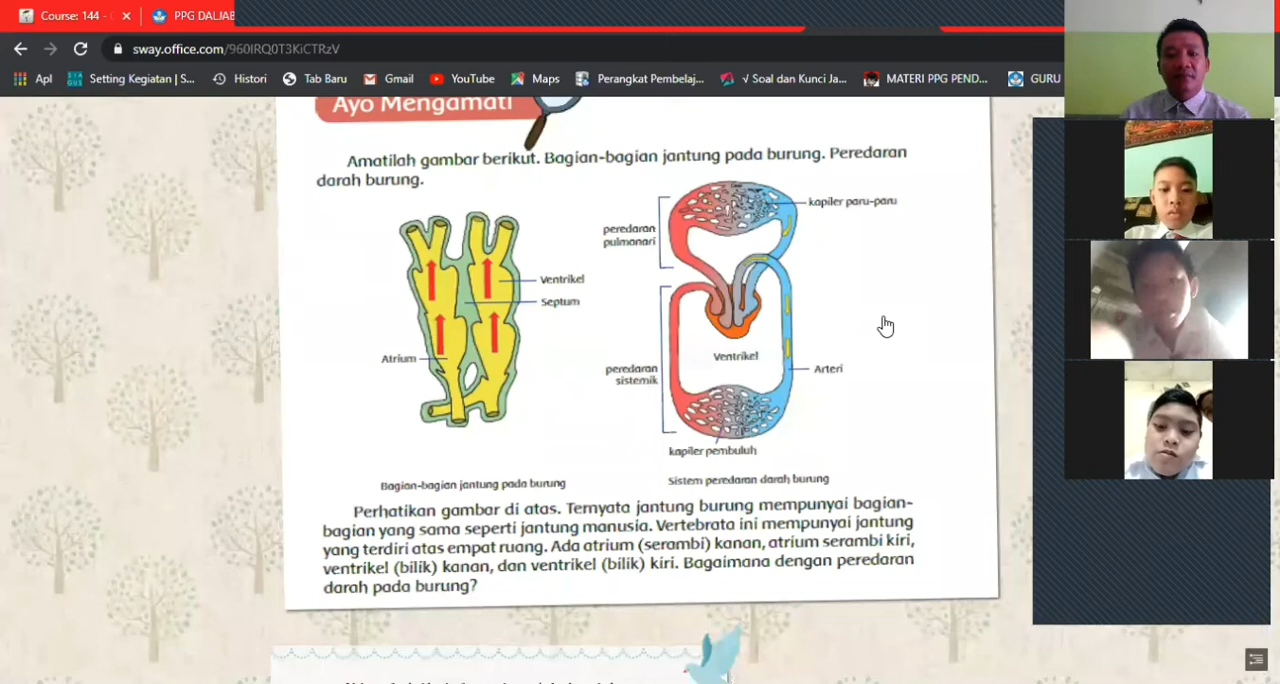 Course: 144 -
PPG DALJAB
sway.office.com/960IRQ0T3KiCTRzV
Apl
Setting Kegiatan | S...
Histori
Tab Baru
Gmail
YouTube
Maps
Perangkat Pembelaj...
√ Soal dan Kunci Ja...
MATERI PPG PEND...
GURU
Ayo Mengamati
Amatilah gambar berikut. Bagian-bagian jantung pada burung. Peredaran
darah burung.
Ventrikel
Septum
Atrium
Bagian-bagian jantung pada burung
peredaran
pulmonari
kapiler paru-paru
peredaran
sistemik
Ventrikel
Arteri
kapiler pembuluh
Sistem peredaran darah burung
Perhatikan gambar di atas. Ternyata jantung burung mempunyai bagian-
bagian yang sama seperti jantung manusia. Vertebrata ini mempunyai jantung
yang terdiri atas empat ruang. Ada atrium (serambi) kanan, atrium serambi kiri,
ventrikel (bilik) kanan, dan ventrikel (bilik) kiri. Bagaimana dengan peredaran
darah pada burung?